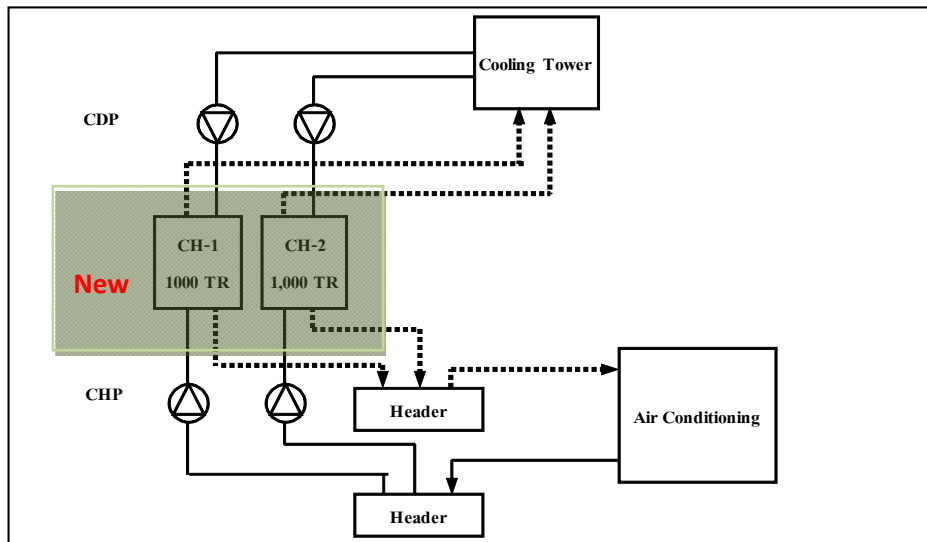 Cooling Tower
CDP
CH-1
1000 TR
CH-2
1,000 TR
New
CHP
Header
Air Conditioning
Header